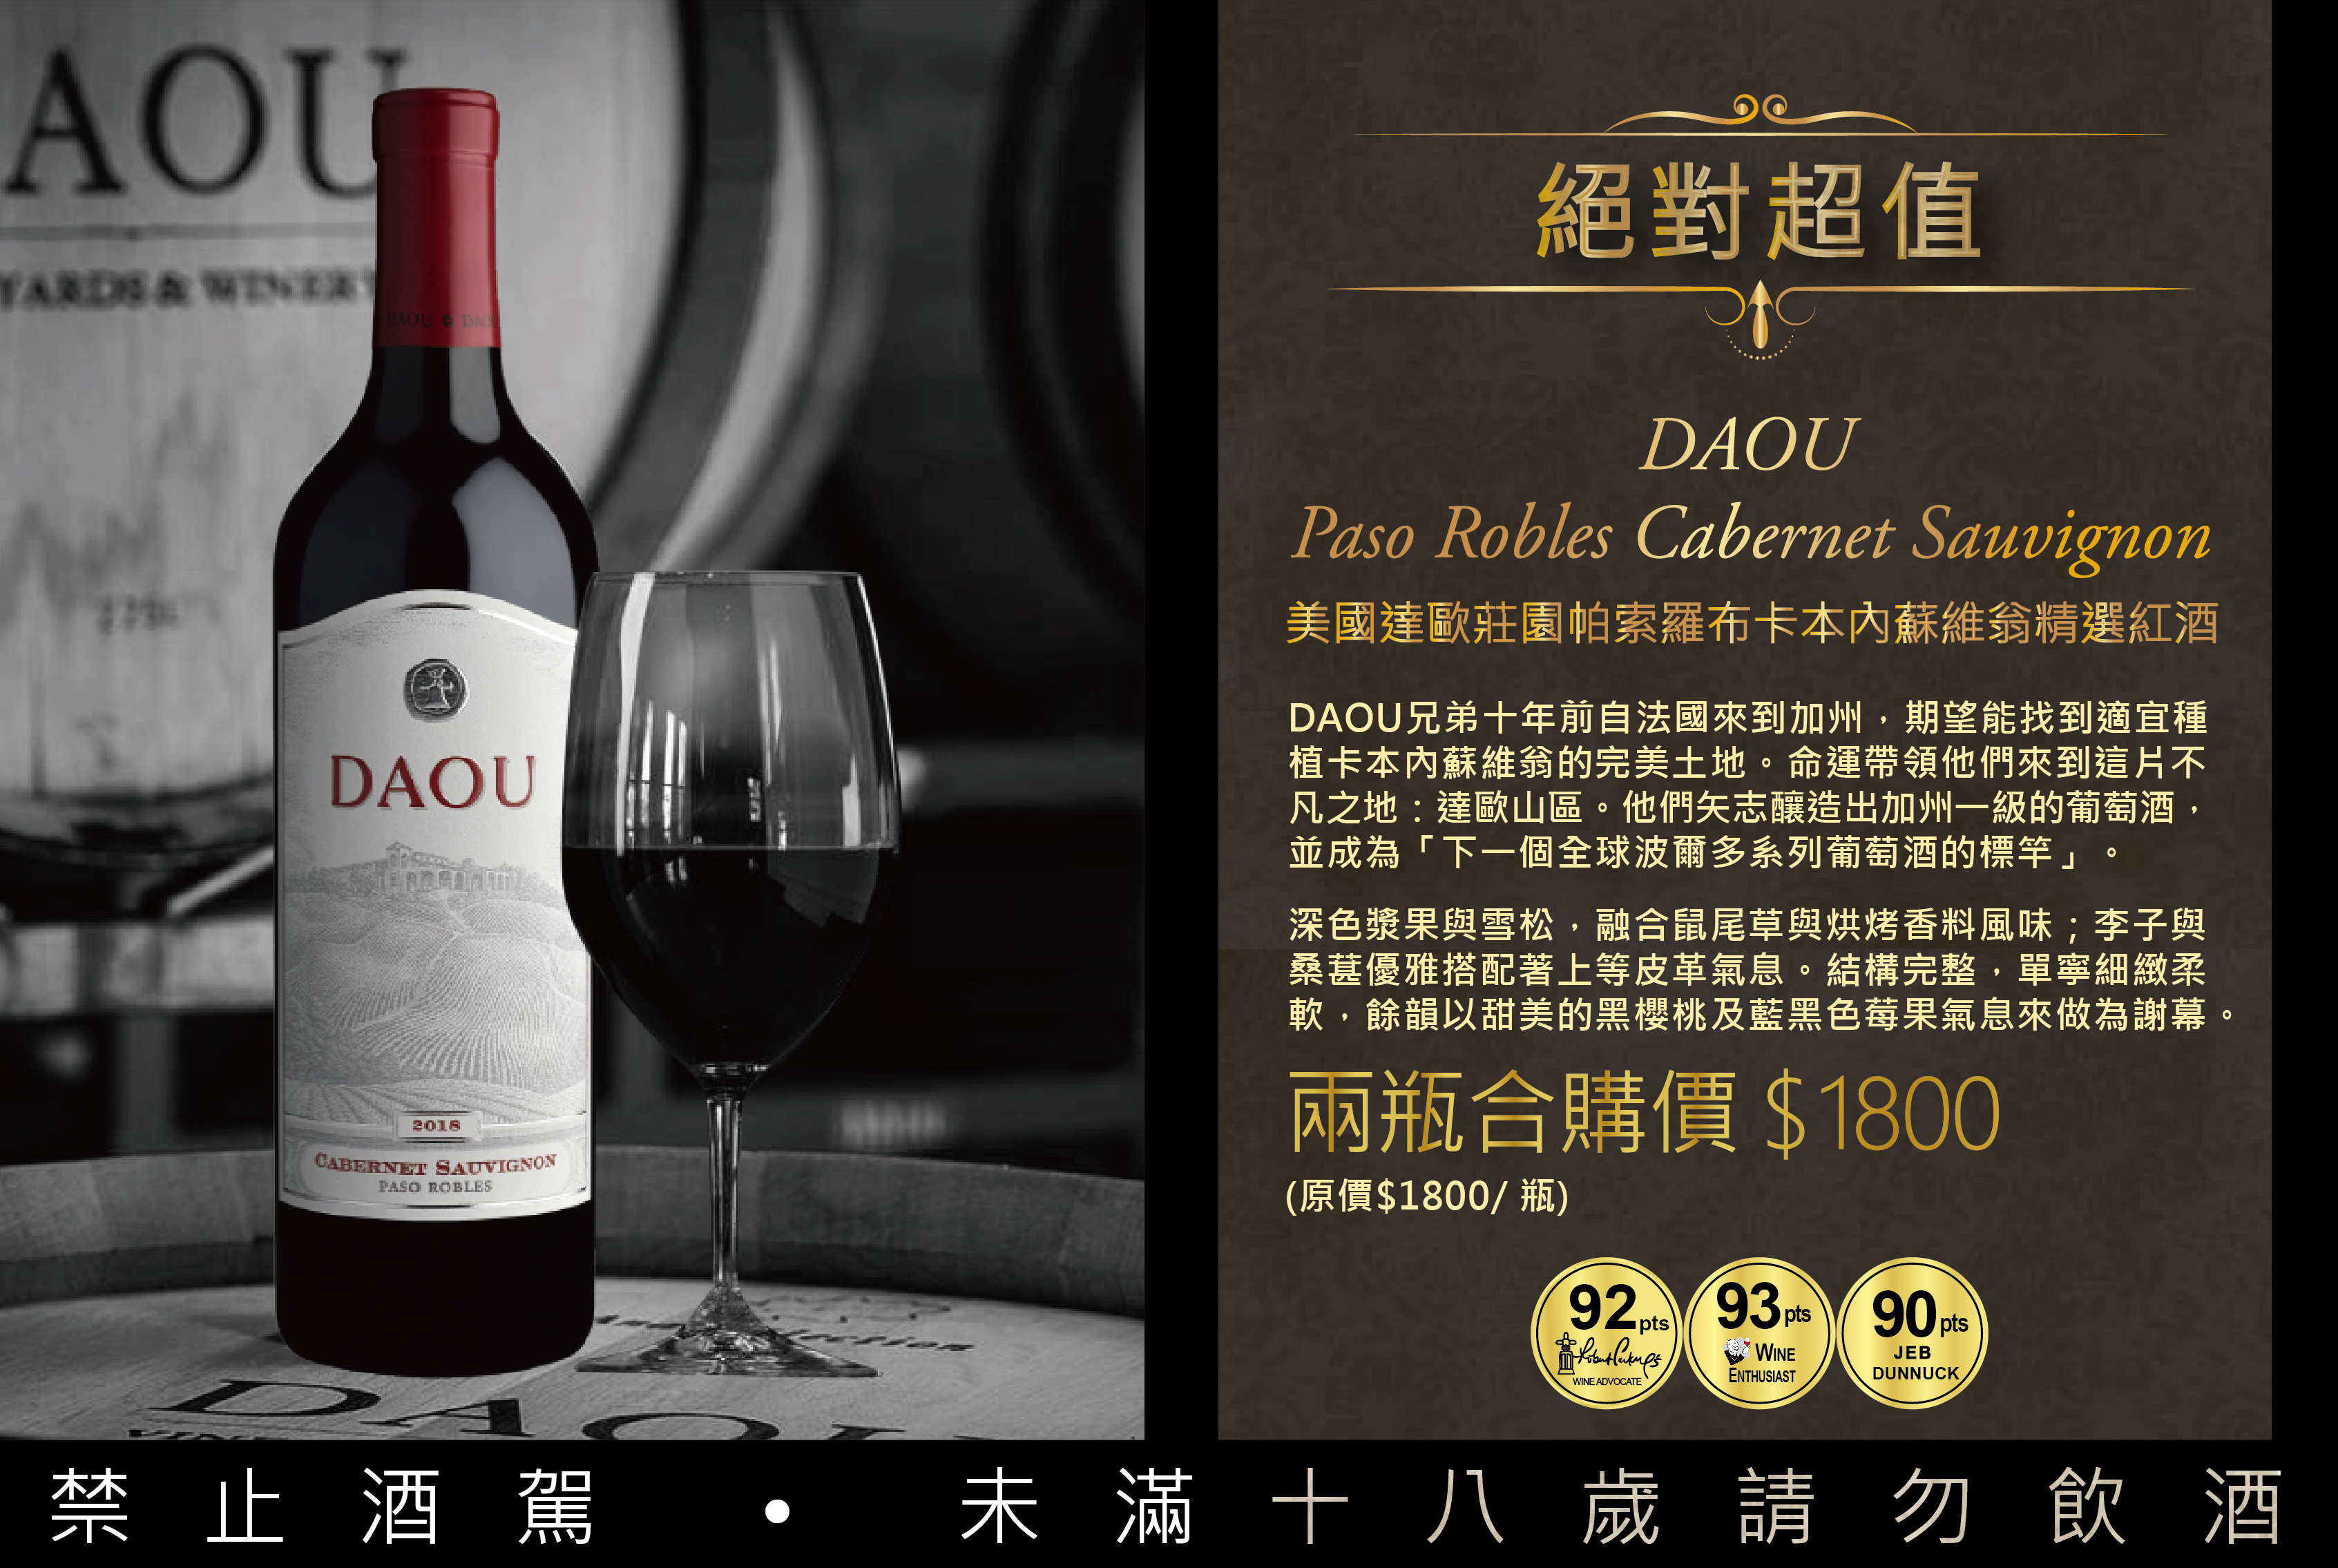 AOU
YARDS & WINERY
DAOU DAOU
DAOU
2018
CABERNET SAUVIGNON
PASO ROBLES
DAOU
絕對超值
DAOU
Paso Robles Cabernet Sauvignon
美國達歐莊園帕索羅布卡本內蘇維翁精選紅酒
DAOU兄弟十年前自法國來到加州，期望能找到適宜種
植卡本內蘇維翁的完美土地。命運帶領他們來到這片不
凡之地：達歐山區。他們矢志釀造出加州一級的葡萄酒，
並成為「下一個全球波爾多系列葡萄酒的標竿」。
深色漿果與雪松，融合鼠尾草與烘烤香料風味；李子與
桑葚優雅搭配著上等皮革氣息。結構完整，單寧細緻柔
軟，餘韻以甜美的黑櫻桃及藍黑色莓果氣息來做為謝幕。
兩瓶合購價 $1800
(原價$1800/ 瓶)
92pts
Robert Parker
WINE ADVOCATE
93pts
WINE
ENTHUSIAST
90pts
JEB
DUNNUCK
禁止酒駕 • 未滿十八歲請勿飲酒